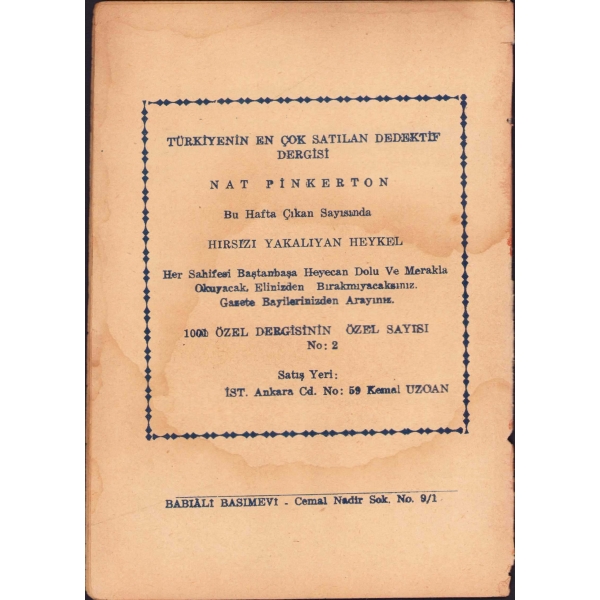 TÜRKİYENİN EN ÇOK SATILAN DEDEKTİF
DERGİSİ
NAT PİNKERTON
Bu Hafta Çıkan Sayısında
HIRSIZI YAKALIYAN HEYKEL
Her Sahifesi Baştanbaşa Heyecan Dolu Ve Merakla
Okuyacak, Elinizden Bırakmıyacaksınız.
Gazete Bayilerinizden Arayınız.
1001 ÖZEL DERGİSİNİN ÖZEL SAYISI
No: 2
Satış Yeri:
İST. Ankara Cd. No: 59 Kemal UZOAN
BABIÂLİ BASIMEVİ - Cemal Nadir Sok. No. 9/1